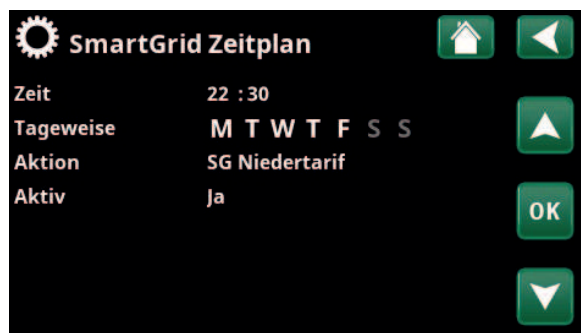 SmartGrid Zeitplan
Zeit 22 :30
Tageweise M T W T F S S
Aktion SG Niedertarif
Aktiv Ja
OK